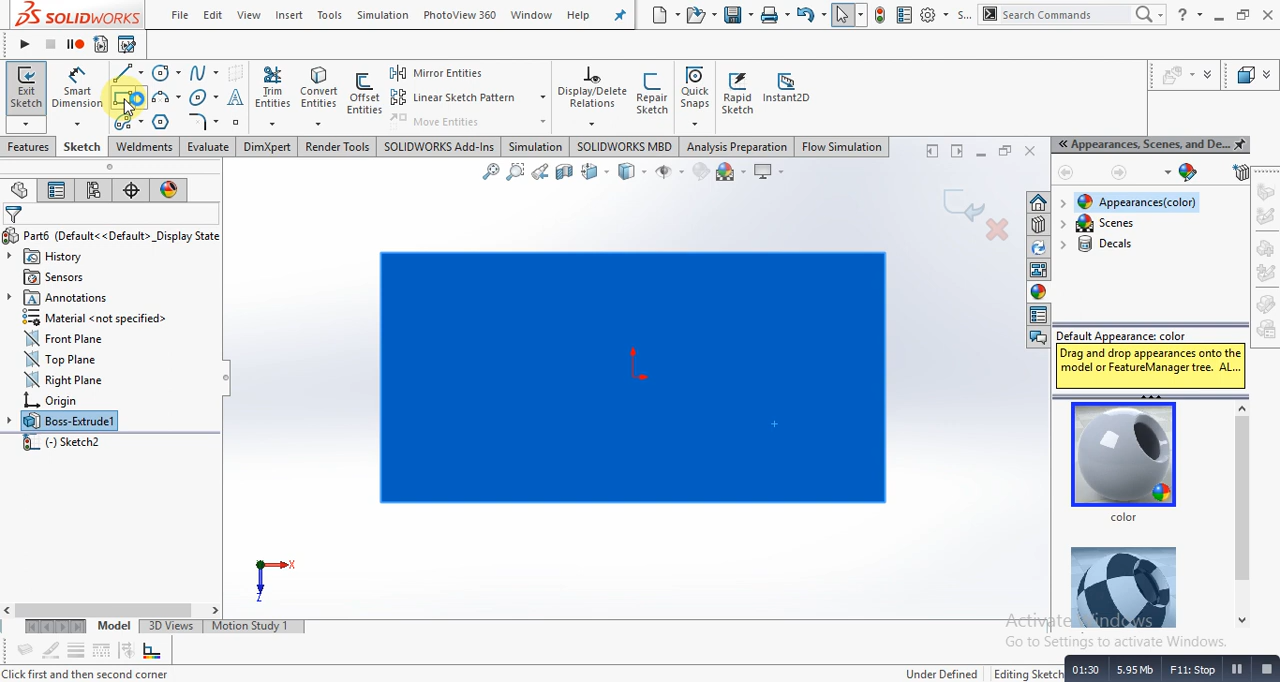 SOLIDWORKS File Edit View Insert Tools Simulation PhotoView 360 Window Help S... Search Commands ?
Exit Sketch
Smart Dimension
Trim Entities
Convert Entities
Offset Entities
Mirror Entities
Linear Sketch Pattern
Move Entities
Display/Delete Relations
Repair Sketch
Quick Snaps
Rapid Sketch
Instant2D
Features Sketch Weldments Evaluate DimXpert Render Tools SOLIDWORKS Add-Ins Simulation SOLIDWORKS MBD Analysis Preparation Flow Simulation
Appearances, Scenes, and De...
Part6 (Default<<Default>_Display State
History
Sensors
Annotations
Material <not specified>
Front Plane
Top Plane
Right Plane
Origin
Boss-Extrude1
(-) Sketch2
Appearances(color)
Scenes
Decals
Default Appearance: color
Drag and drop appearances onto the
model or FeatureManager tree. AL...
color
X
Z
Model 3D Views Motion Study 1
Activate Windows
Go to Settings to activate Windows.
Click first and then second corner
Under Defined Editing Sketch
01:30 5.95 Mb F11: Stop